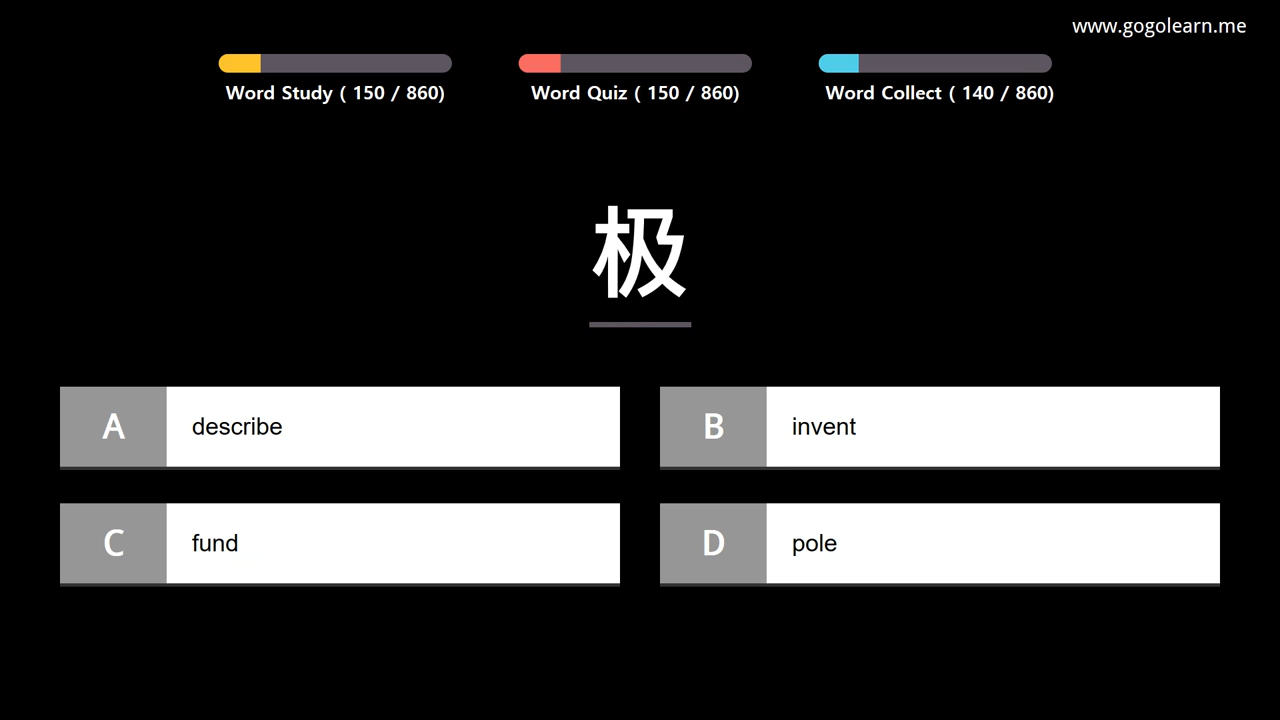 www.gogolearn.me
Word Study ( 150 / 860)
Word Quiz ( 150 / 860)
Word Collect ( 140 / 860)
极
A describe
B invent
C fund
D pole